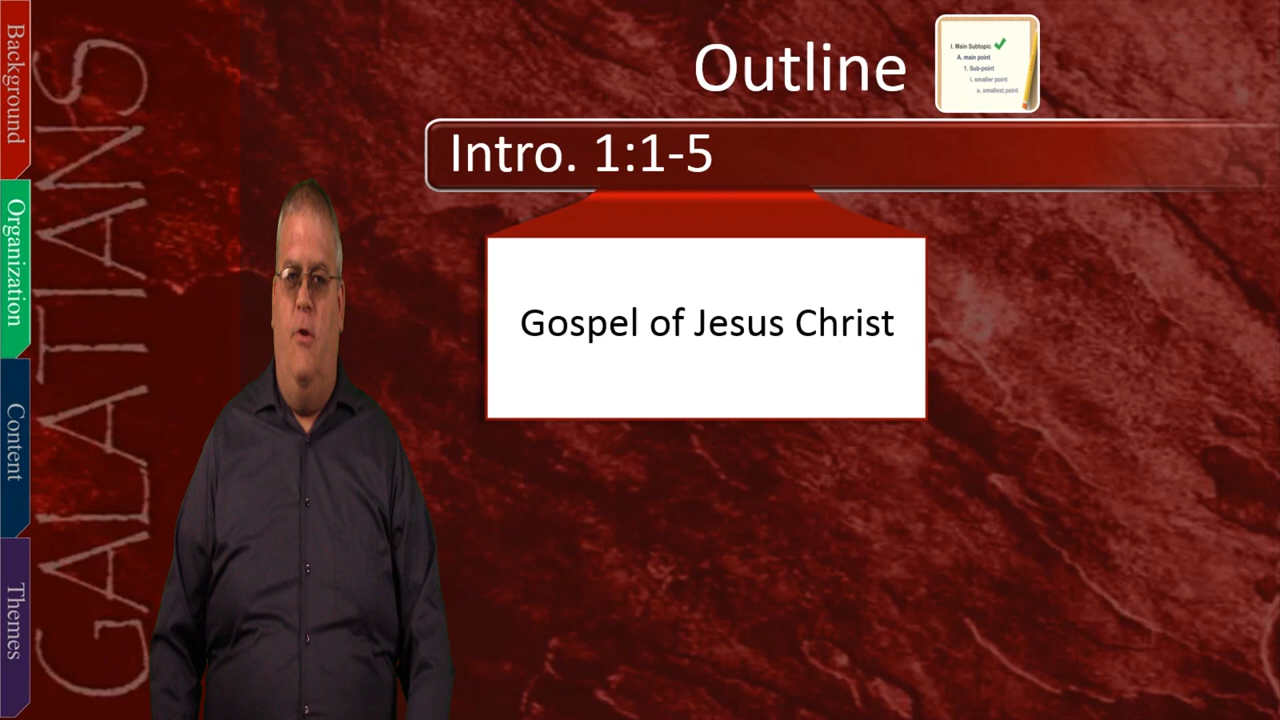 Background
Organization
Content
Themes
GALATIANS
Outline
I. Main Subtopic
A. main point
1. Sub-point
i. smaller point
a. smallest point
Intro. 1:1-5
Gospel of Jesus Christ